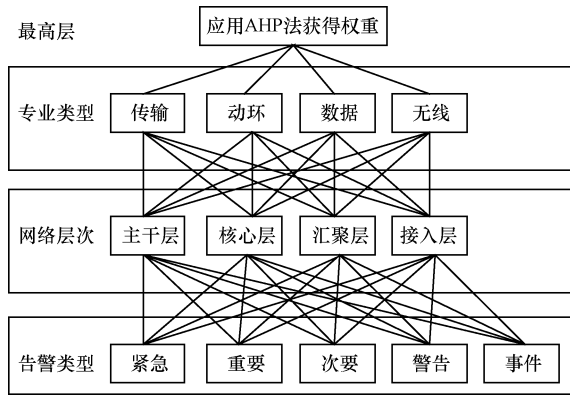 最高层
应用AHP法获得权重
专业类型
传输
动环
数据
无线
网络层次
主干层
核心层
汇聚层
接入层
告警类型
紧急
重要
次要
警告
事件